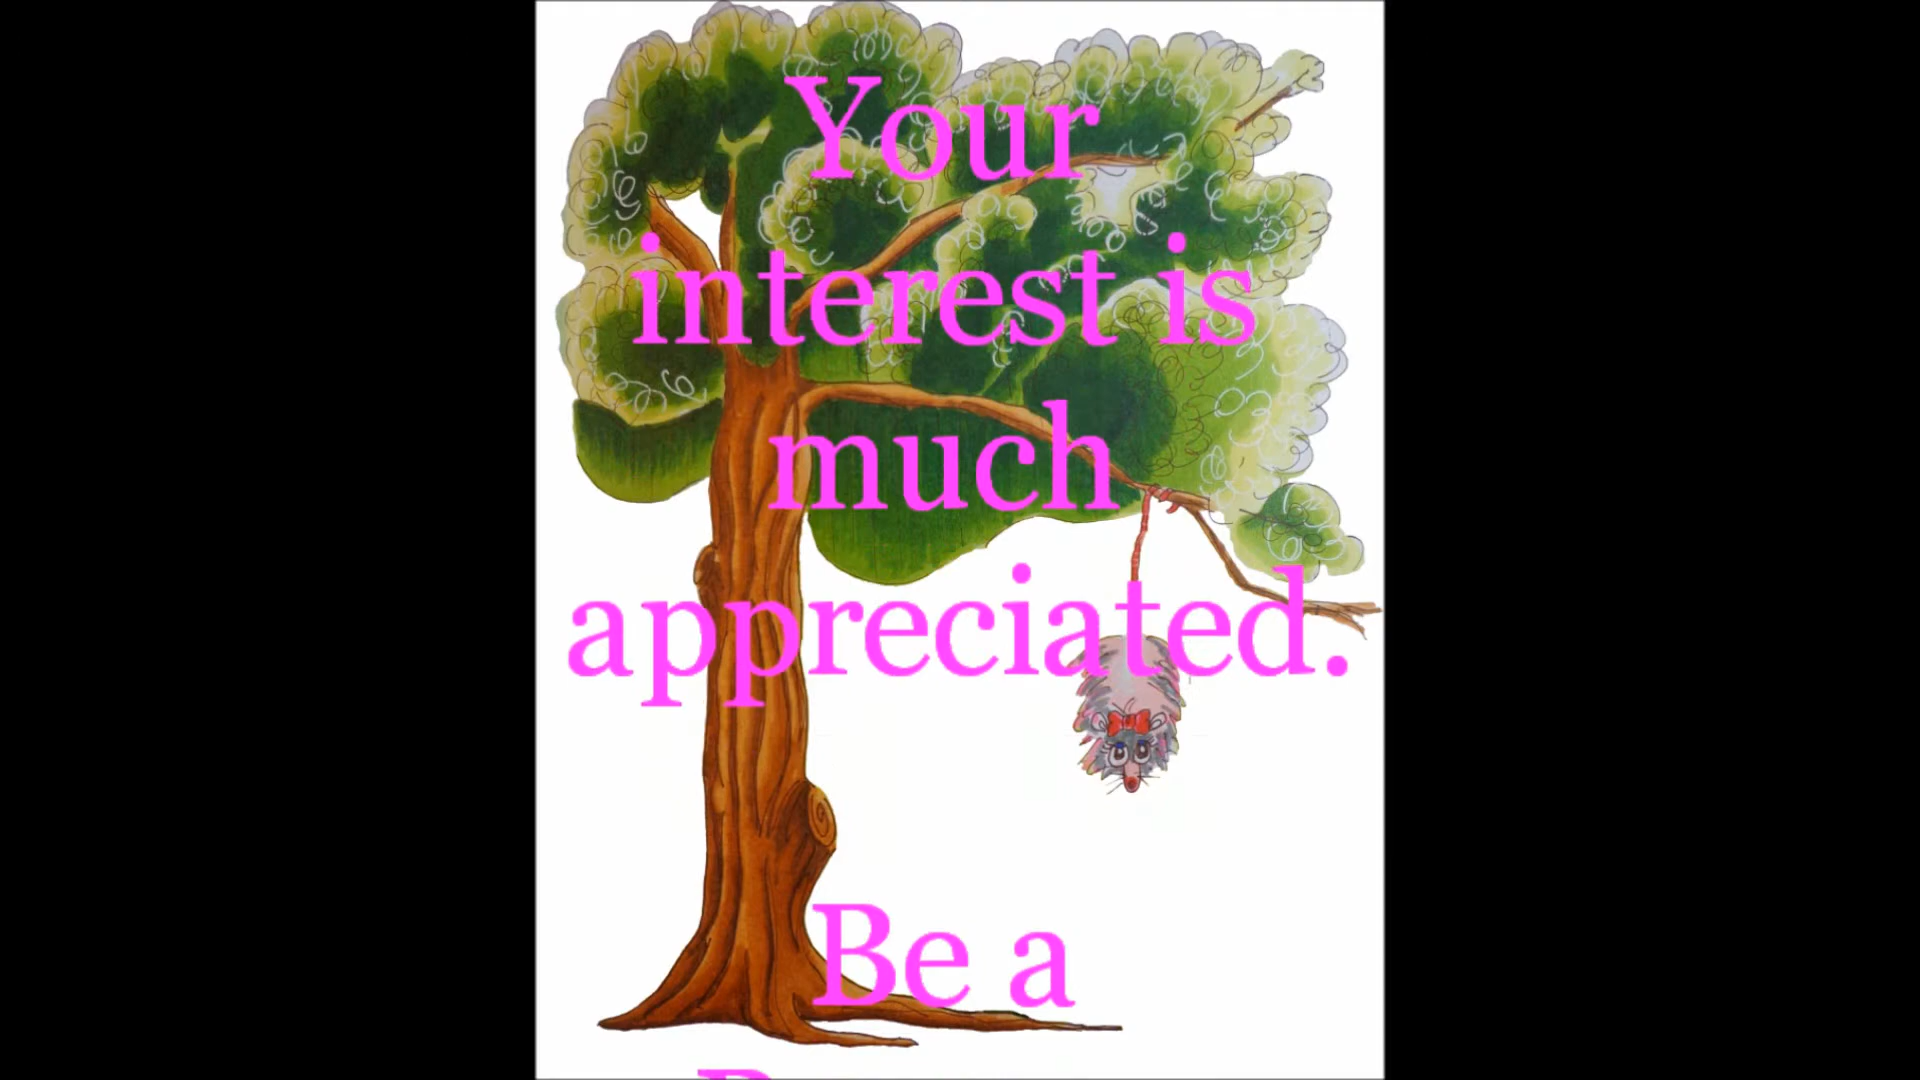 Your
interest is
much
appreciated.
Be a